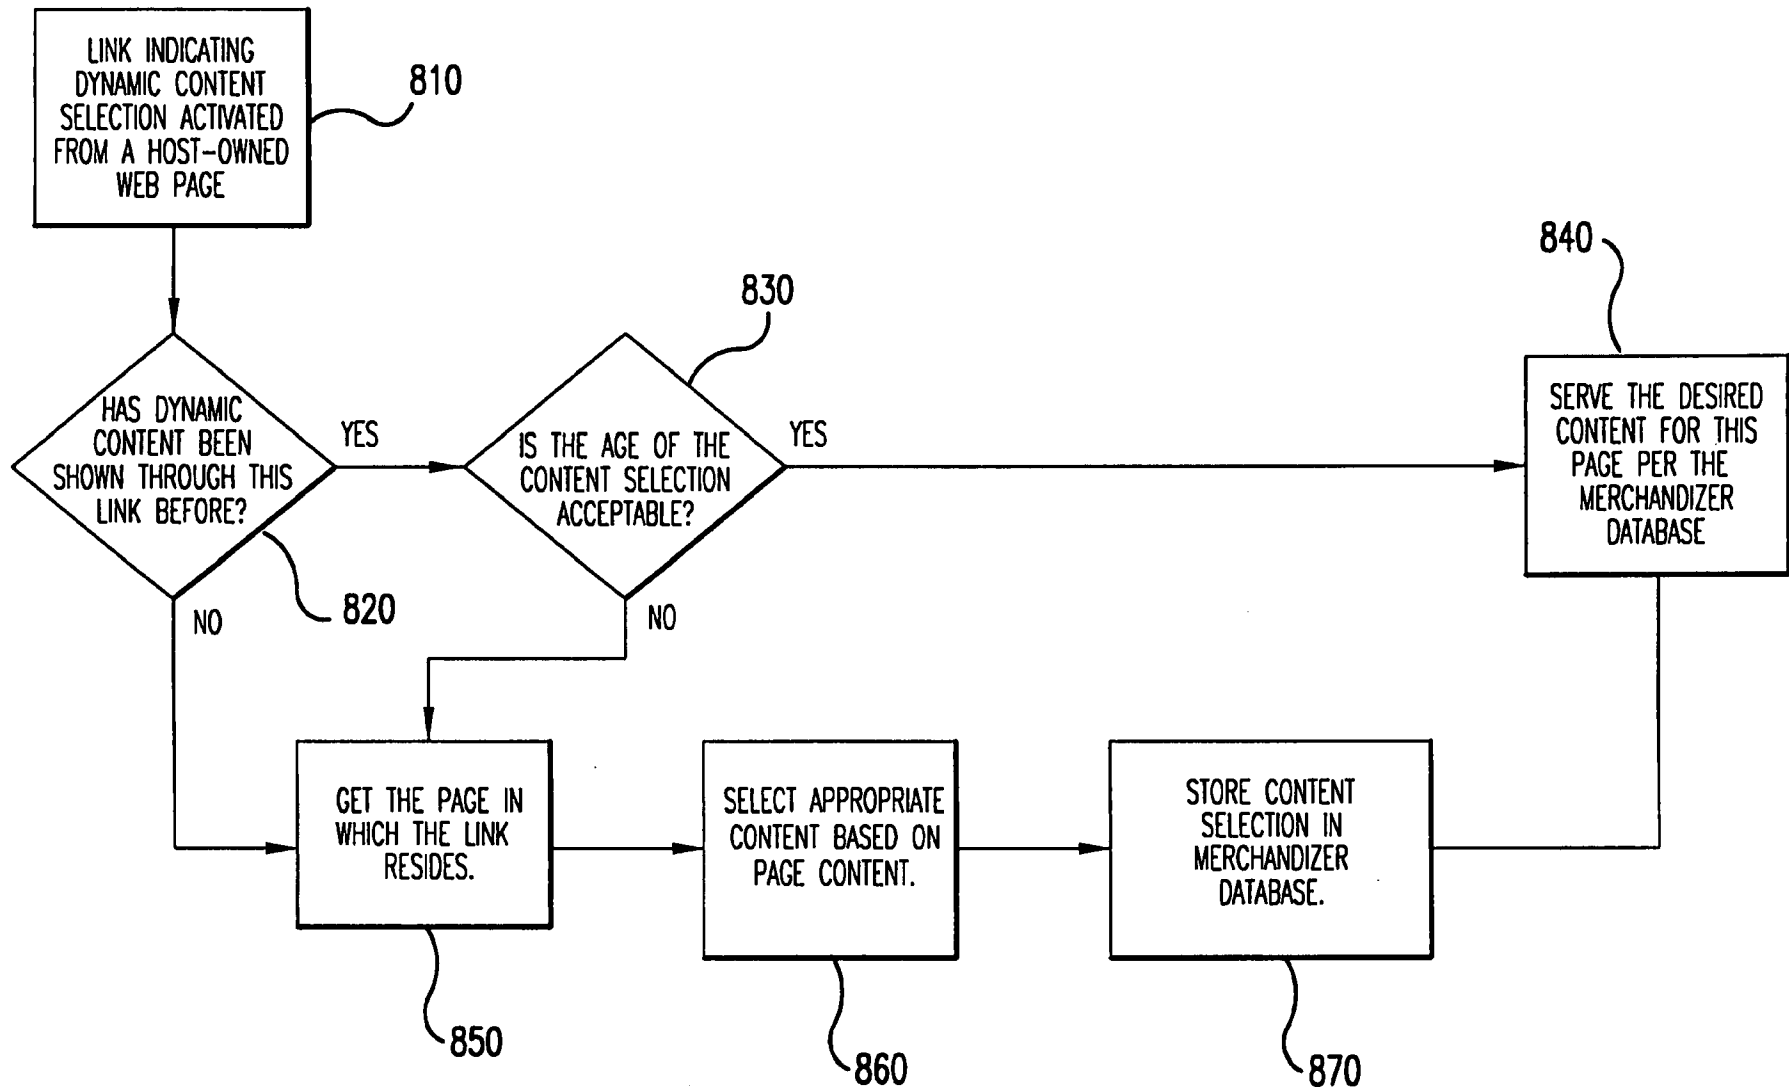 LINK INDICATING
DYNAMIC CONTENT
SELECTION ACTIVATED
FROM A HOST-OWNED
WEB PAGE
810
HAS DYNAMIC
CONTENT BEEN
SHOWN THROUGH THIS
LINK BEFORE?
YES
820
NO
830
IS THE AGE OF THE
CONTENT SELECTION
ACCEPTABLE?
YES
NO
840
SERVE THE DESIRED
CONTENT FOR THIS
PAGE PER THE
MERCHANDIZER
DATABASE
GET THE PAGE IN
WHICH THE LINK
RESIDES.
850
SELECT APPROPRIATE
CONTENT BASED ON
PAGE CONTENT.
860
STORE CONTENT
SELECTION IN
MERCHANDIZER
DATABASE.
870